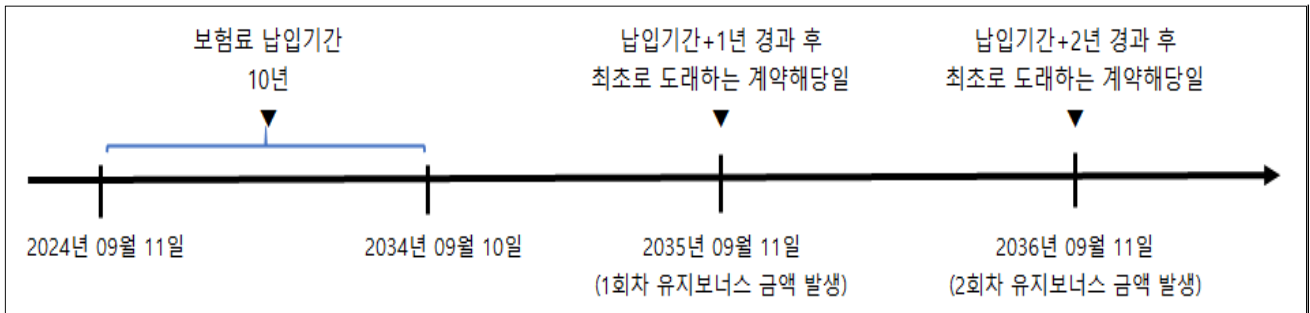 보험료 납입기간
10년
▼
납입기간+1년 경과 후
최초로 도래하는 계약해당일
▼
납입기간+2년 경과 후
최초로 도래하는 계약해당일
▼
2024년 09월 11일
2034년 09월 10일
2035년 09월 11일
(1회차 유지보너스 금액 발생)
2036년 09월 11일
(2회차 유지보너스 금액 발생)